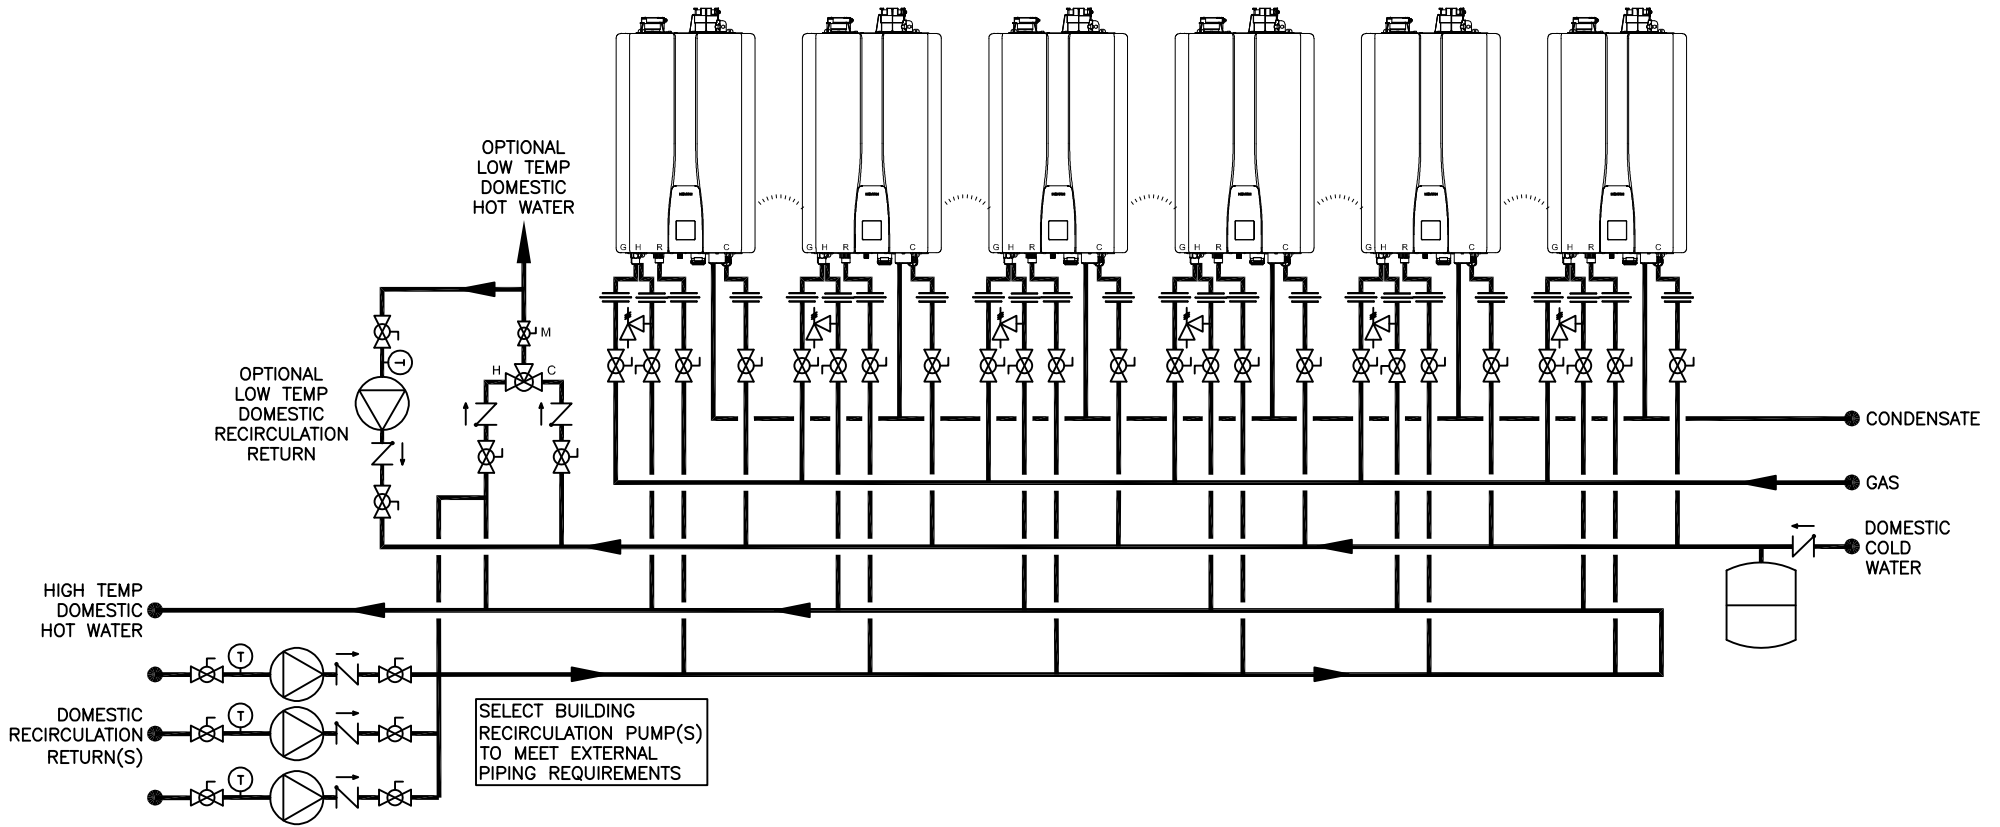 OPTIONAL
LOW TEMP
DOMESTIC
HOT WATER
G H R C
G H R C
G H R C
G H R C
G H R C
G H R C
M
H C
T
OPTIONAL
LOW TEMP
DOMESTIC
RECIRCULATION
RETURN
CONDENSATE
GAS
DOMESTIC
COLD
WATER
HIGH TEMP
DOMESTIC
HOT WATER
T
T
T
DOMESTIC
RECIRCULATION
RETURN(S)
SELECT BUILDING
RECIRCULATION PUMP(S)
TO MEET EXTERNAL
PIPING REQUIREMENTS